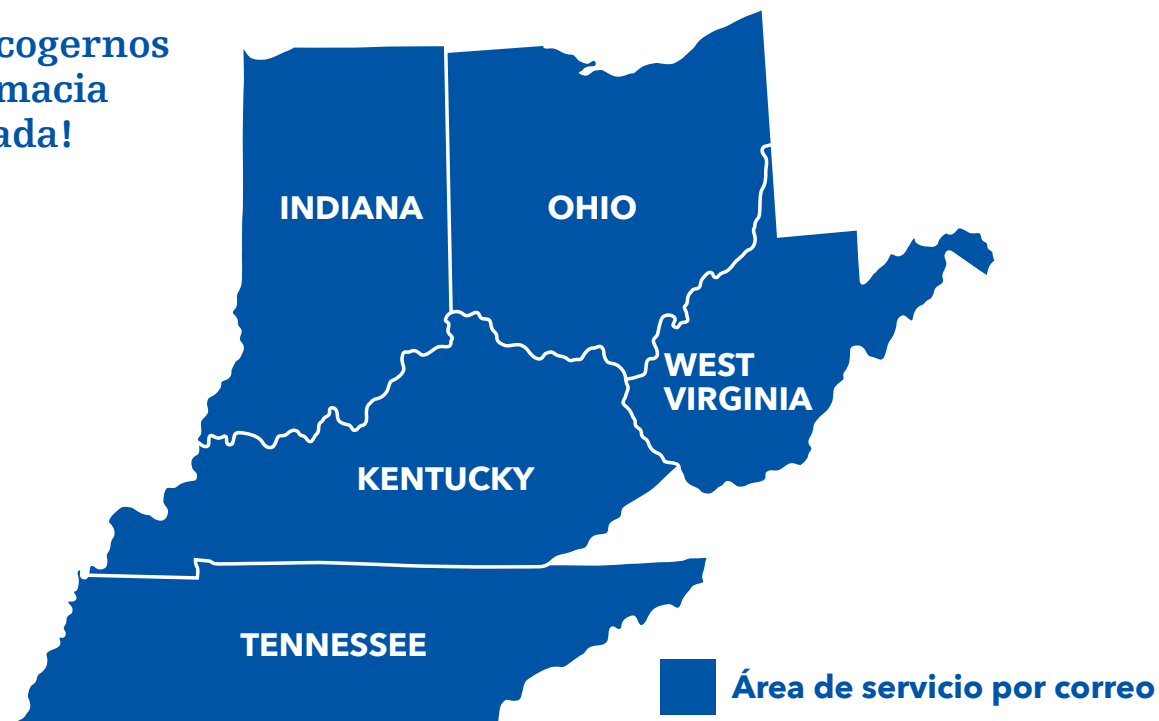 cogernos
macia
ada!
INDIANA
OHIO
WEST
VIRGINIA
KENTUCKY
TENNESSEE
Área de servicio por correo